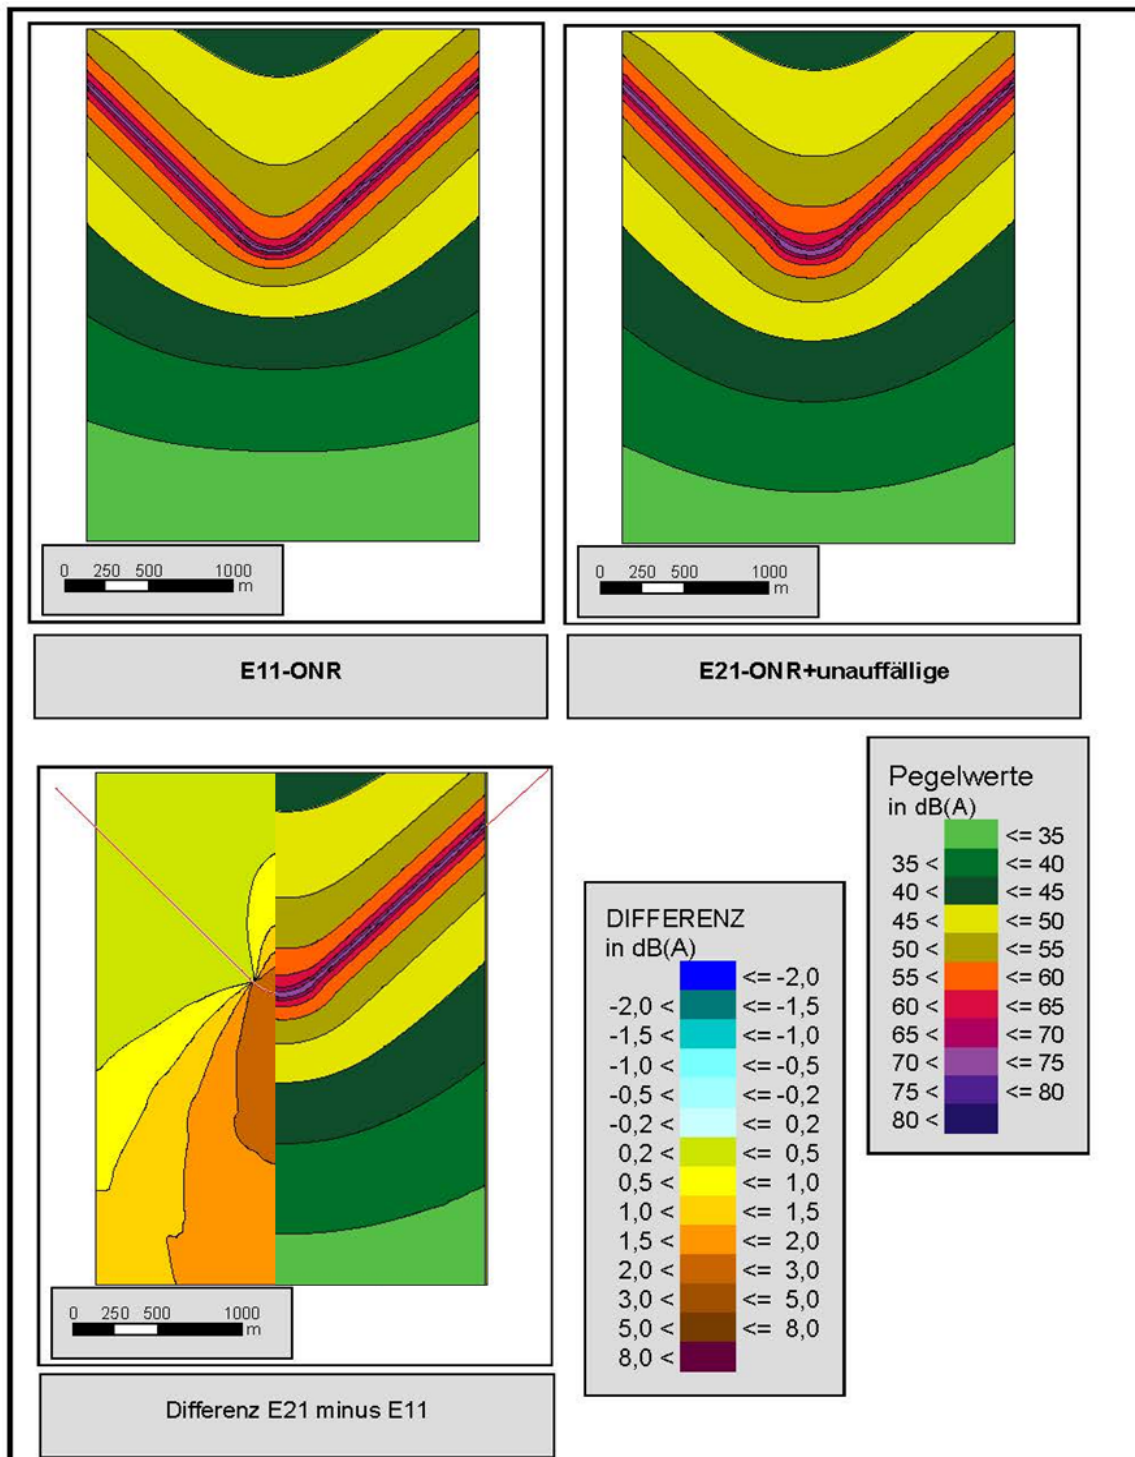 0 250 500 1000
m
E11-ONR
0 250 500 1000
m
E21-ONR+unauffällige
Pegelwerte
in dB(A)
<= 35
35 < <= 40
40 < <= 45
45 < <= 50
50 < <= 55
55 < <= 60
60 < <= 65
65 < <= 70
70 < <= 75
75 < <= 80
80 <
DIFFERENZ
in dB(A)
<= -2,0
-2,0 < <= -1,5
-1,5 < <= -1,0
-1,0 < <= -0,5
-0,5 < <= -0,2
-0,2 < <= 0,2
0,2 < <= 0,5
0,5 < <= 1,0
1,0 < <= 1,5
1,5 < <= 2,0
2,0 < <= 3,0
3,0 < <= 5,0
5,0 < <= 8,0
8,0 <
0 250 500 1000
m
Differenz E21 minus E11